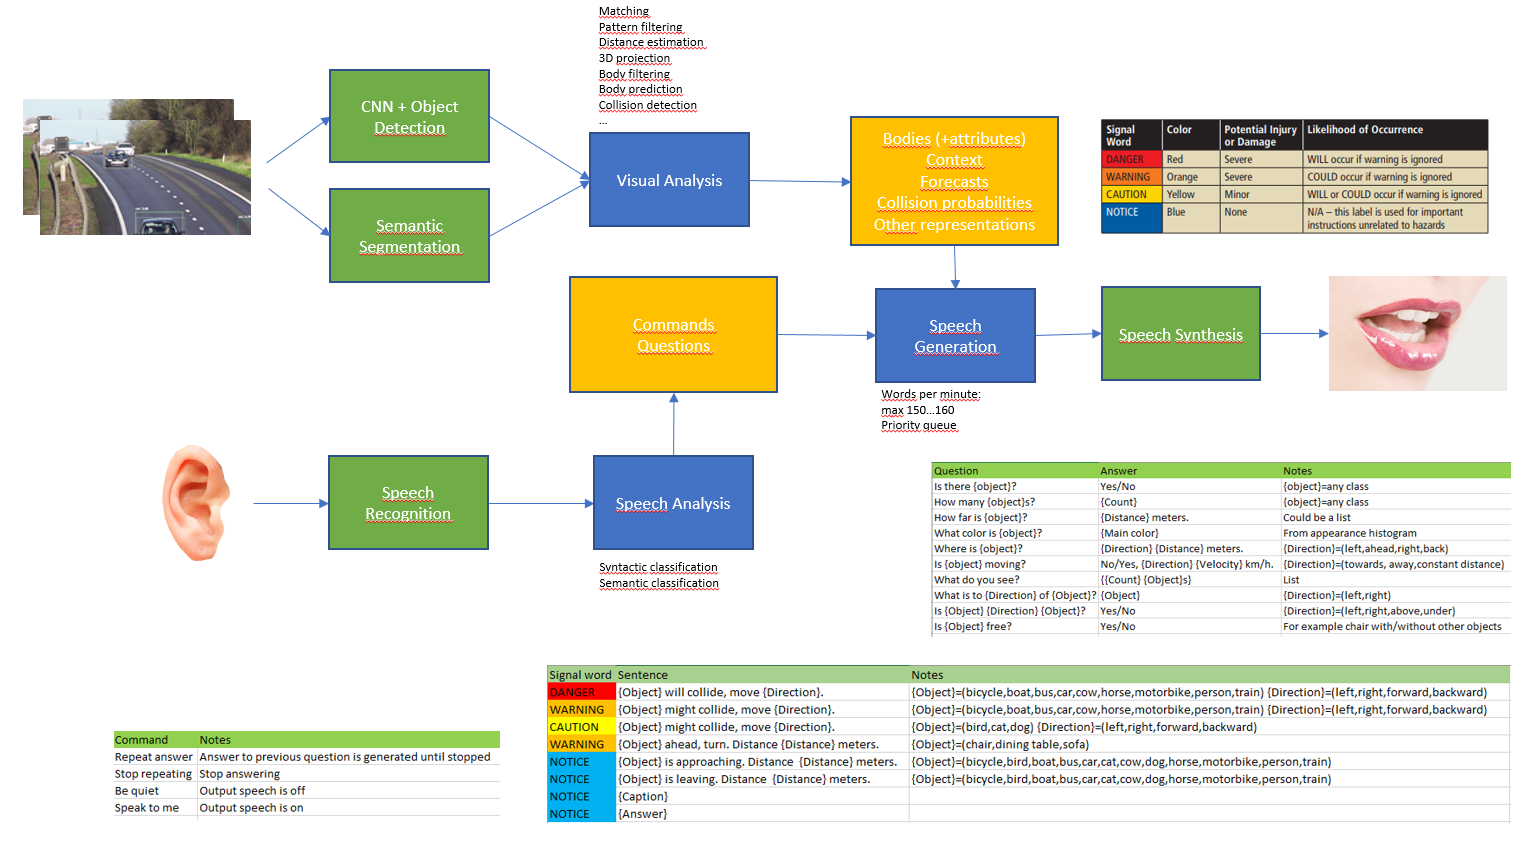 Matching
Pattern filtering
Distance estimation
3D projection
Body filtering
Body prediction
Collision detection
...
CNN + Object
Detection
Semantic
Segmentation
Visual Analysis
Bodies (+attributes)
Context
Forecasts
Collision probabilities
Other representations
Signal Word Color Potential Injury or Damage Likelihood of Occurrence
DANGER Red Severe WILL occur if warning is ignored
WARNING Orange Severe COULD occur if warning is ignored
CAUTION Yellow Minor WILL or COULD occur if warning is ignored
NOTICE Blue None N/A – this label is used for important
instructions unrelated to hazards
Commands
Questions
Speech
Generation
Speech Synthesis
Words per minute:
max 150...160
Priority queue
Speech
Recognition
Speech Analysis
Syntactic classification
Semantic classification
Question Answer Notes
Is there {object}? Yes/No {object}=any class
How many {object}s? {Count} {object}=any class
How far is {object}? {Distance} meters. Could be a list
What color is {object}? {Main color} From appearance histogram
Where is {object}? {Direction} {Distance} meters. {Direction}=(left,ahead,right,back)
Is {object} moving? No/Yes, {Direction} {Velocity} km/h. {Direction}=(towards, away,constant distance)
What do you see? {{Count} {Object}s} List
What is to {Direction} of {Object}? {Object} {Direction}=(left,right)
Is {Object} {Direction} {Object}? Yes/No {Direction}=(left,right,above,under)
Is {Object} free? Yes/No For example chair with/without other objects
Signal word Sentence Notes
DANGER {Object} will collide, move {Direction}. {Object}=(bicycle,boat,bus,car,cow,horse,motorbike,person,train) {Direction}=(left,right,forward,backward)
WARNING {Object} might collide, move {Direction}. {Object}=(bicycle,boat,bus,car,cow,horse,motorbike,person,train) {Direction}=(left,right,forward,backward)
CAUTION {Object} might collide, move {Direction}. {Object}=(bird,cat,dog) {Direction}=(left,right,forward,backward)
WARNING {Object} ahead, turn. Distance {Distance} meters. {Object}=(chair,dining table,sofa)
NOTICE {Object} is approaching. Distance {Distance} meters. {Object}=(bicycle,bird,boat,bus,car,cat,cow,dog,horse,motorbike,person,train)
NOTICE {Object} is leaving. Distance {Distance} meters. {Object}=(bicycle,bird,boat,bus,car,cat,cow,dog,horse,motorbike,person,train)
NOTICE {Caption}
NOTICE {Answer}
Command Notes
Repeat answer Answer to previous question is generated until stopped
Stop repeating Stop answering
Be quiet Output speech is off
Speak to me Output speech is on